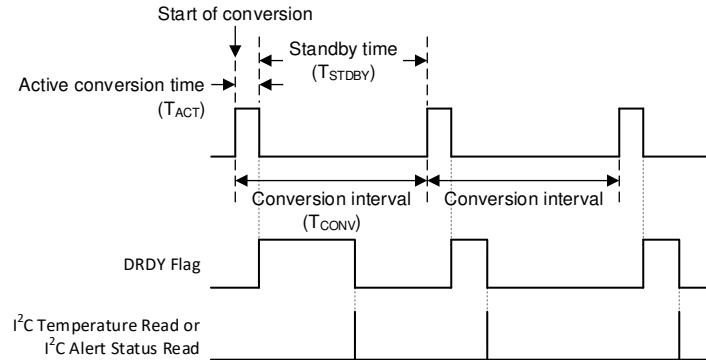 Start of conversion
Standby time
(TSTDBY)
Active conversion time
(TACT)
Conversion interval
(TCONV)
Conversion interval
DRDY Flag
I²C Temperature Read or
I²C Alert Status Read